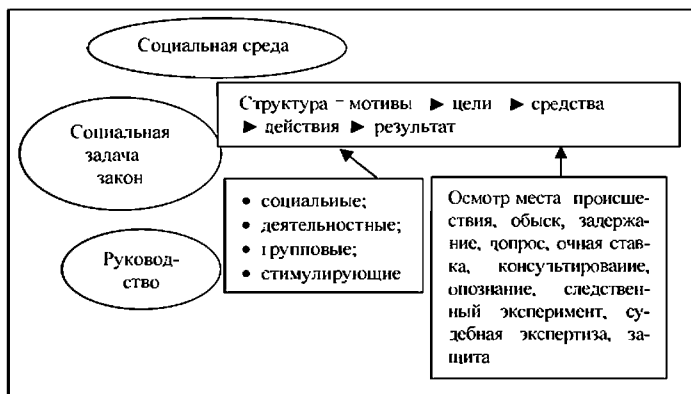 Социальная среда
Структура = мотивы ► цели ► средства
► действия ► результат
Социальная
задача
закон
• социальные;
• деятельностные;
• групповые;
• стимулирующие
Осмотр места происше-
ствия, обыск, задержа-
ние, допрос, очная став-
ка, консультирование,
опознание, следствен-
ный эксперимент, су-
дебная экспертиза, за-
щита
Руковод-
ство